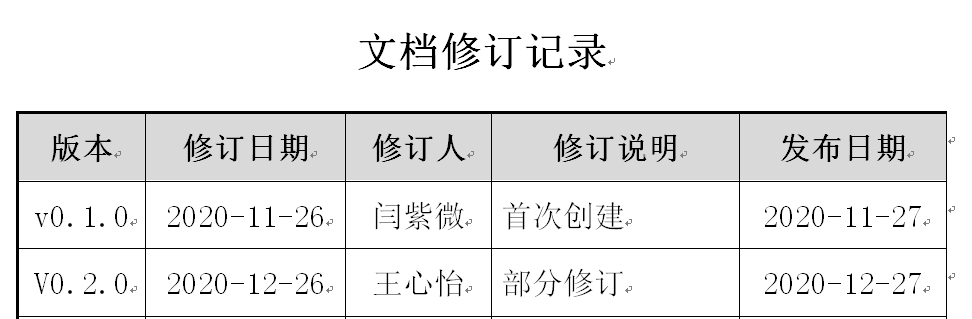 文档修订记录
版本 修订日期 修订人 修订说明 发布日期
v0.1.0 2020-11-26 闫紫微 首次创建 2020-11-27
V0.2.0 2020-12-26 王心怡 部分修订 2020-12-27